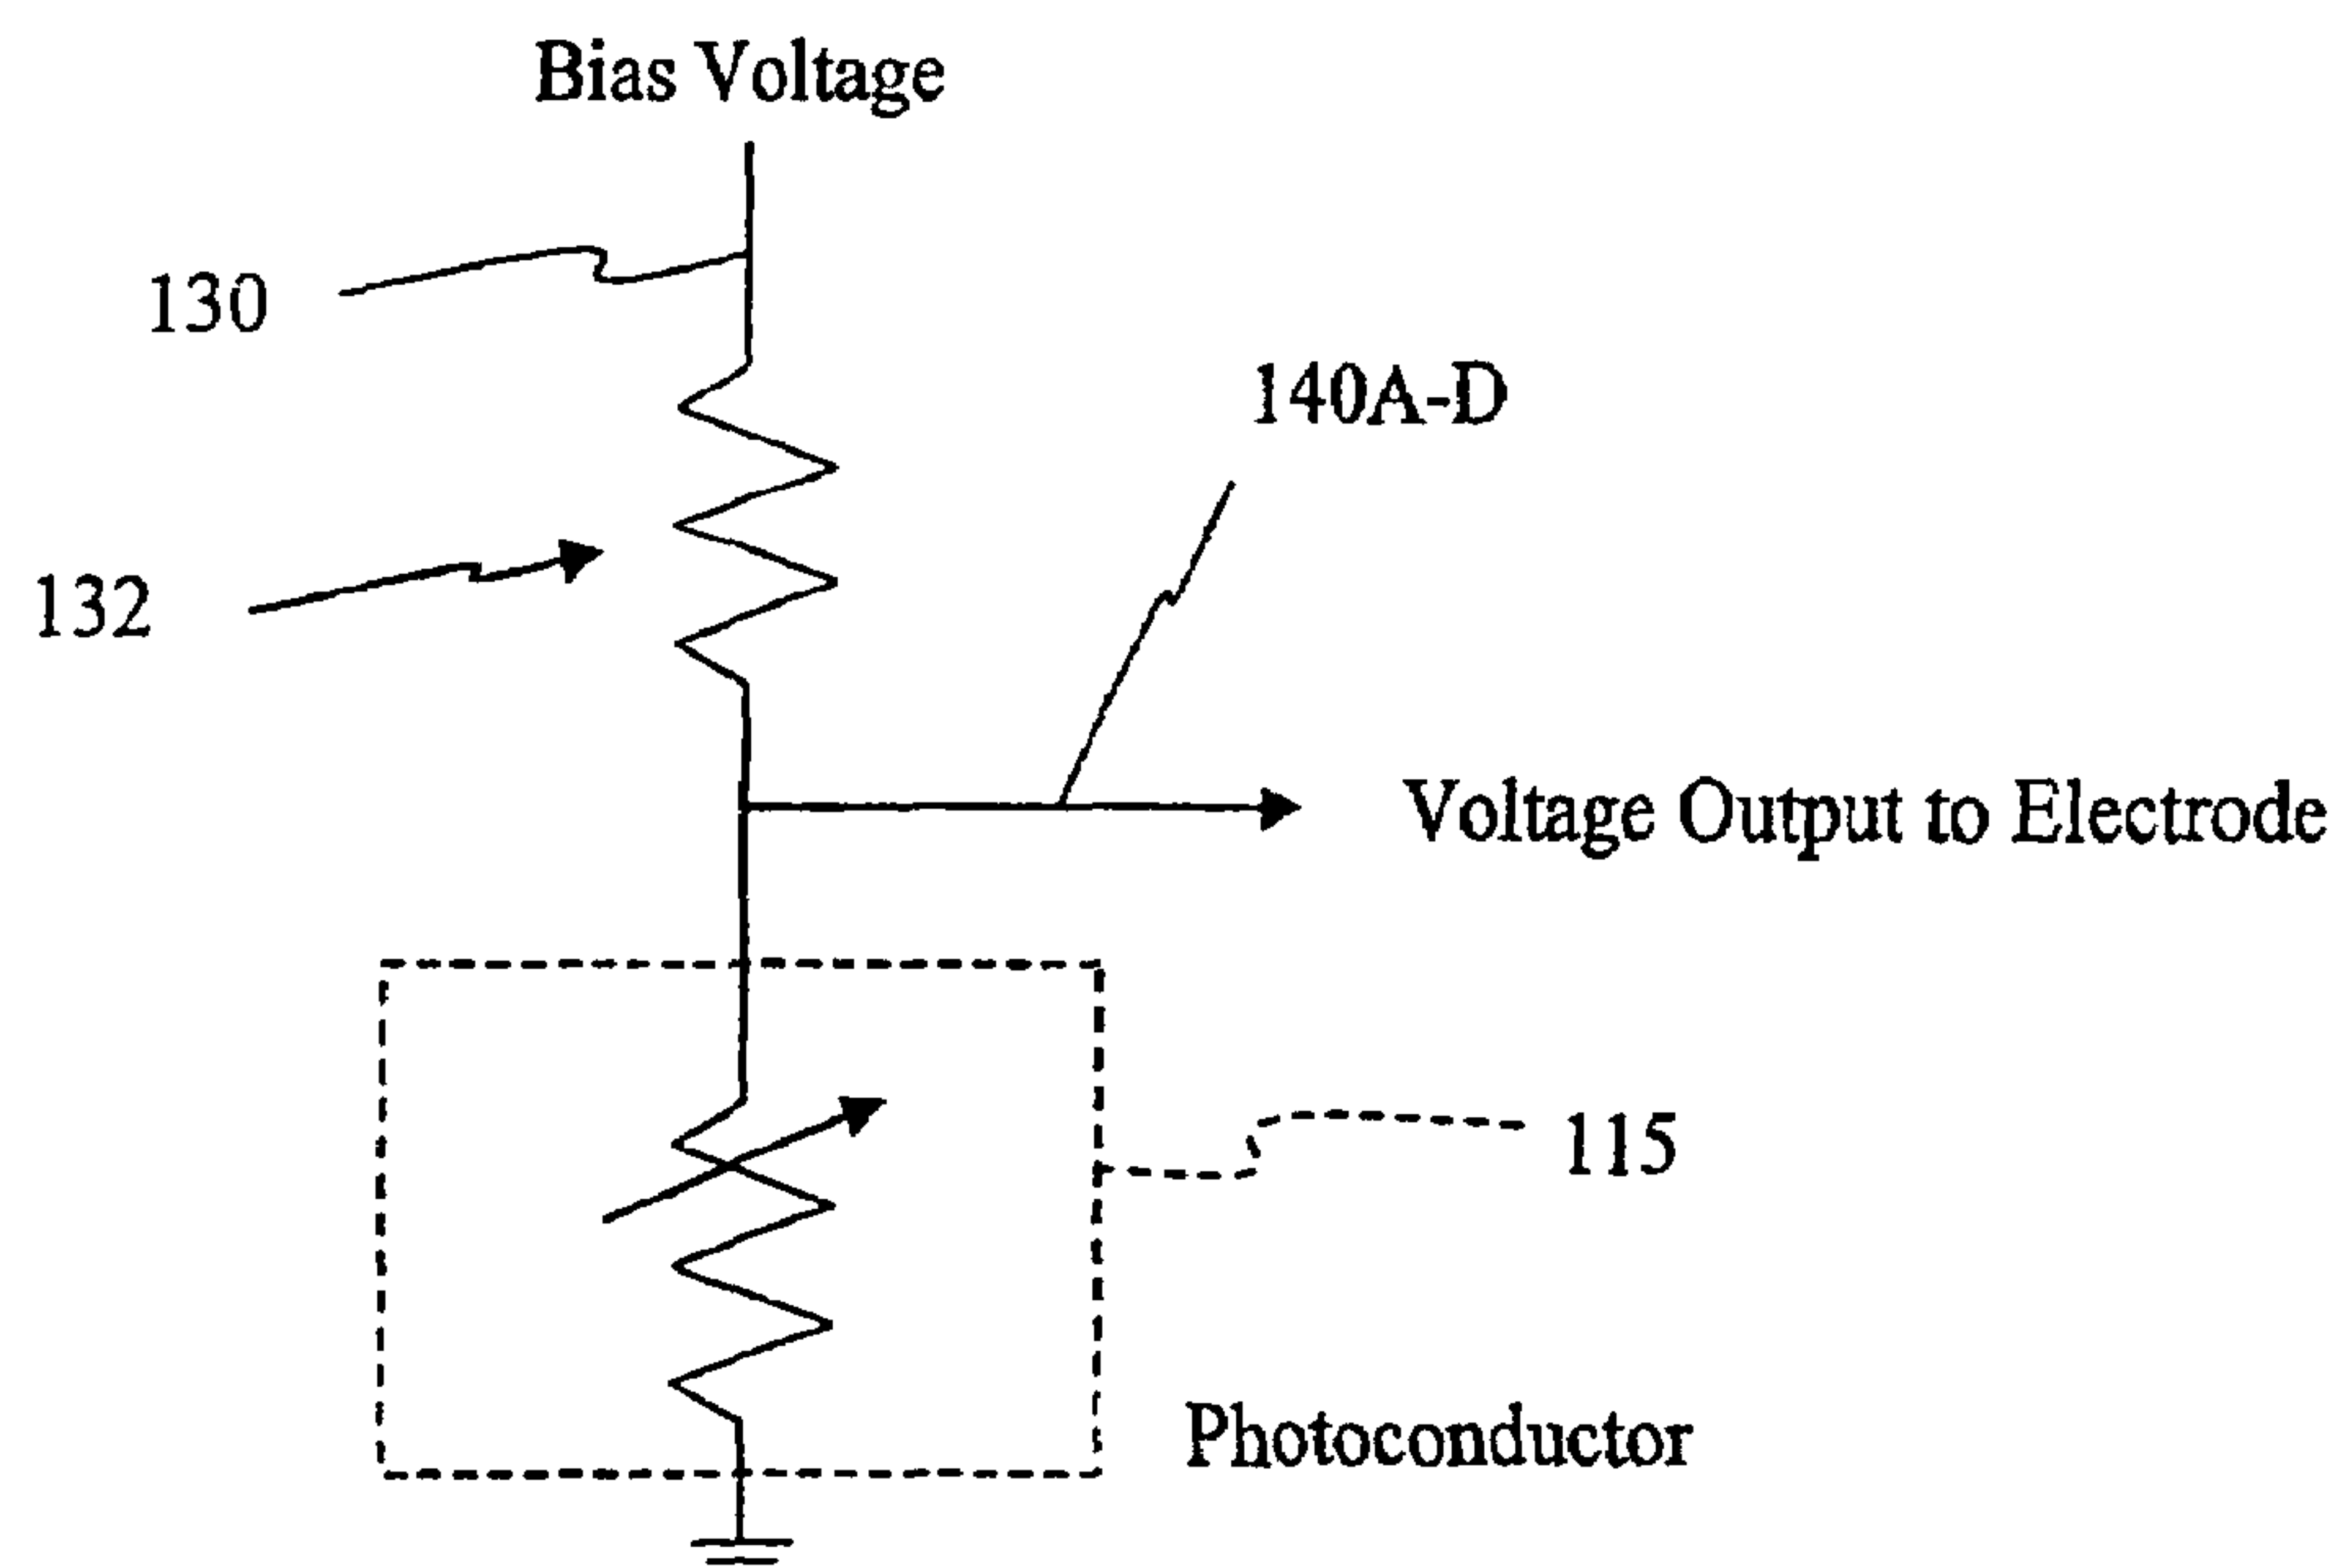 Bias Voltage
130
140A-D
132
Voltage Output to Electrode
115
Photoconductor